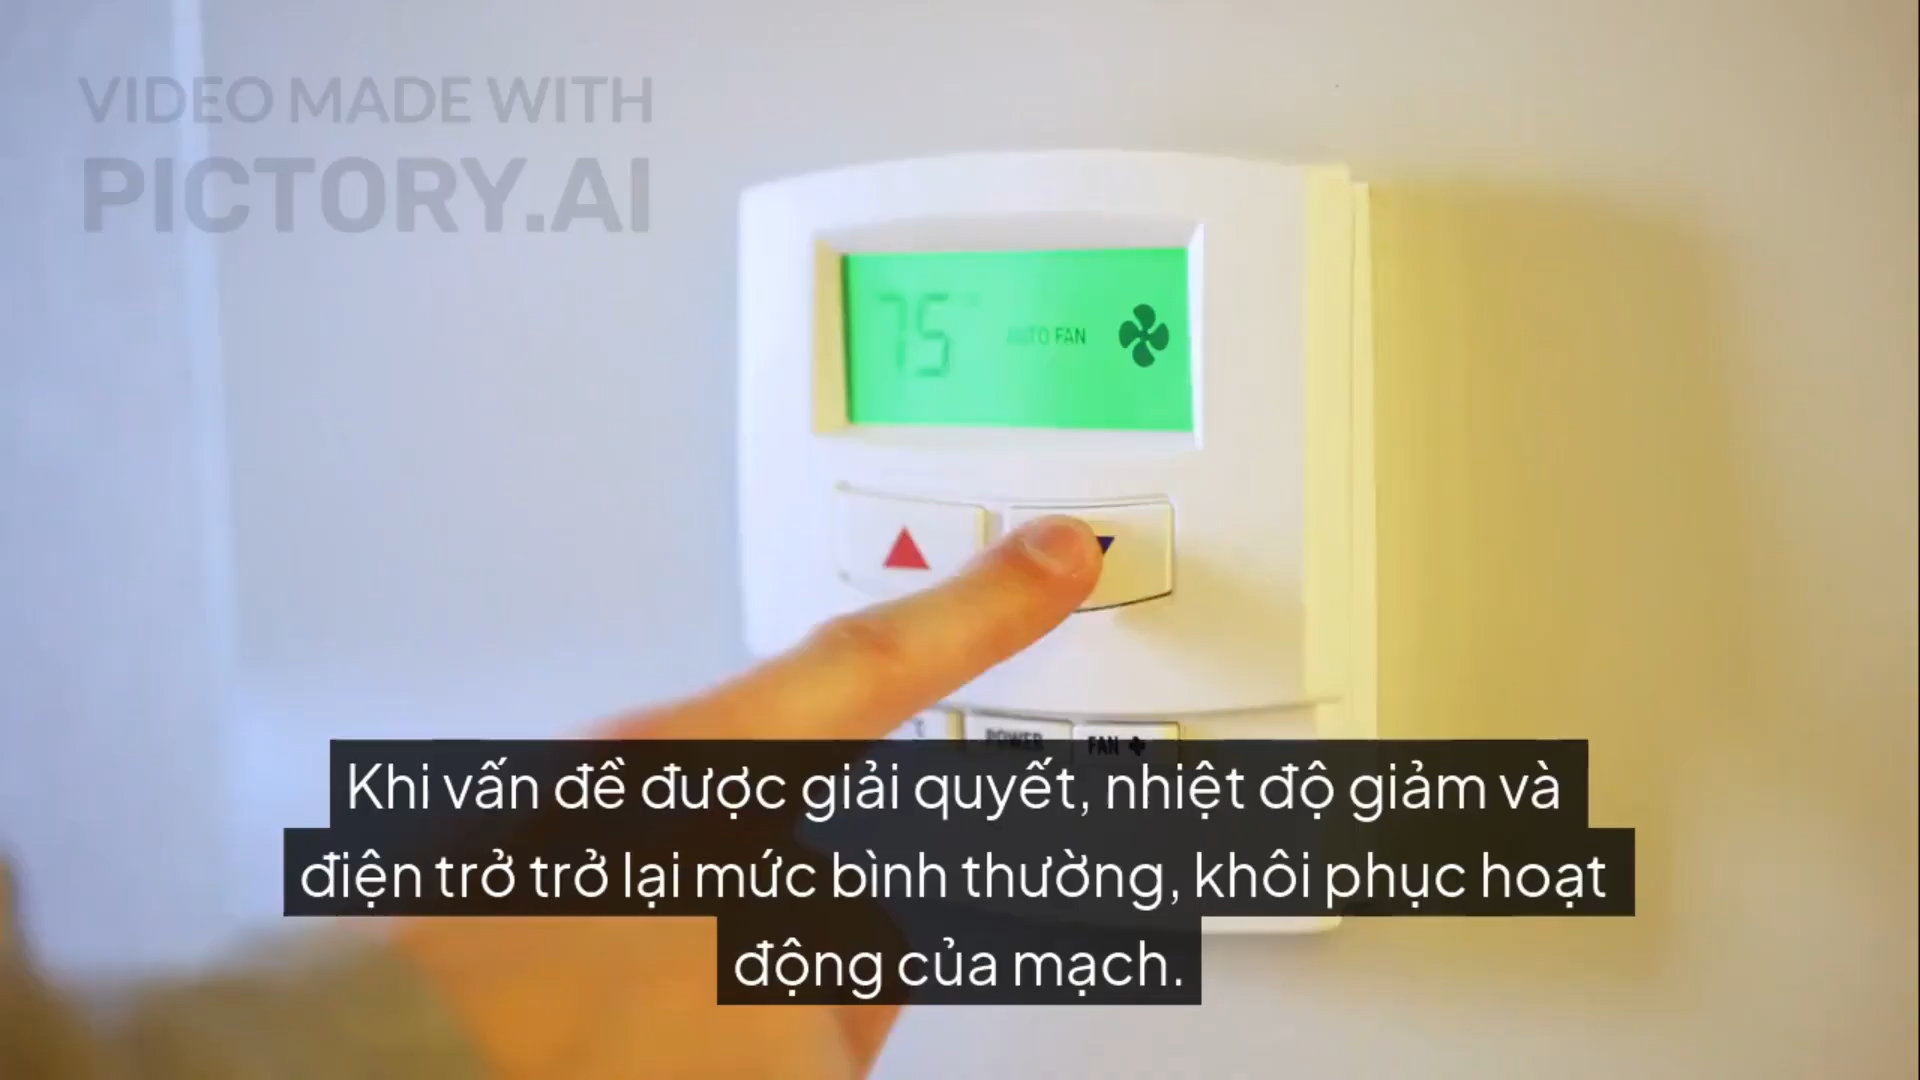 VIDEO MADE WITH
PICTORY.AI
75
AUTO FAN
POWER
FAN
Khi vấn đề được giải quyết, nhiệt độ giảm và
điện trở trở lại mức bình thường, khôi phục hoạt
động của mạch.